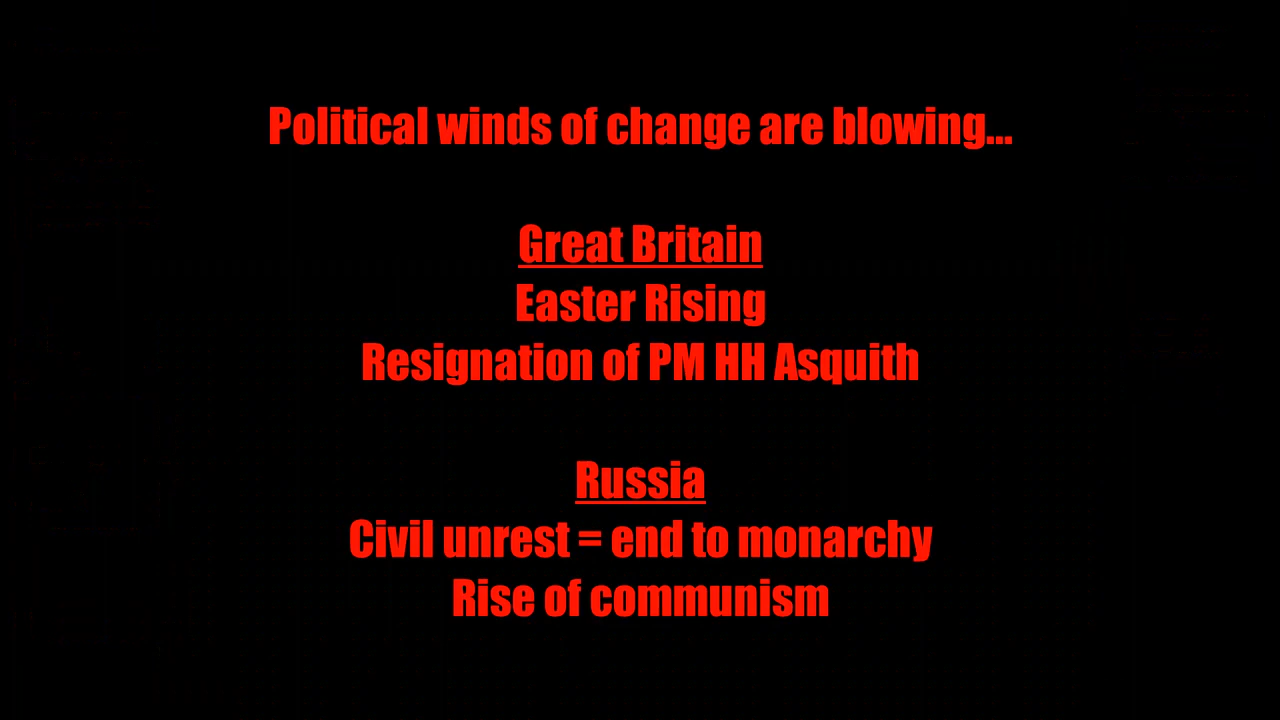 Political winds of change are blowing...
Great Britain
Easter Rising
Resignation of PM HH Asquith
Russia
Civil unrest = end to monarchy
Rise of communism